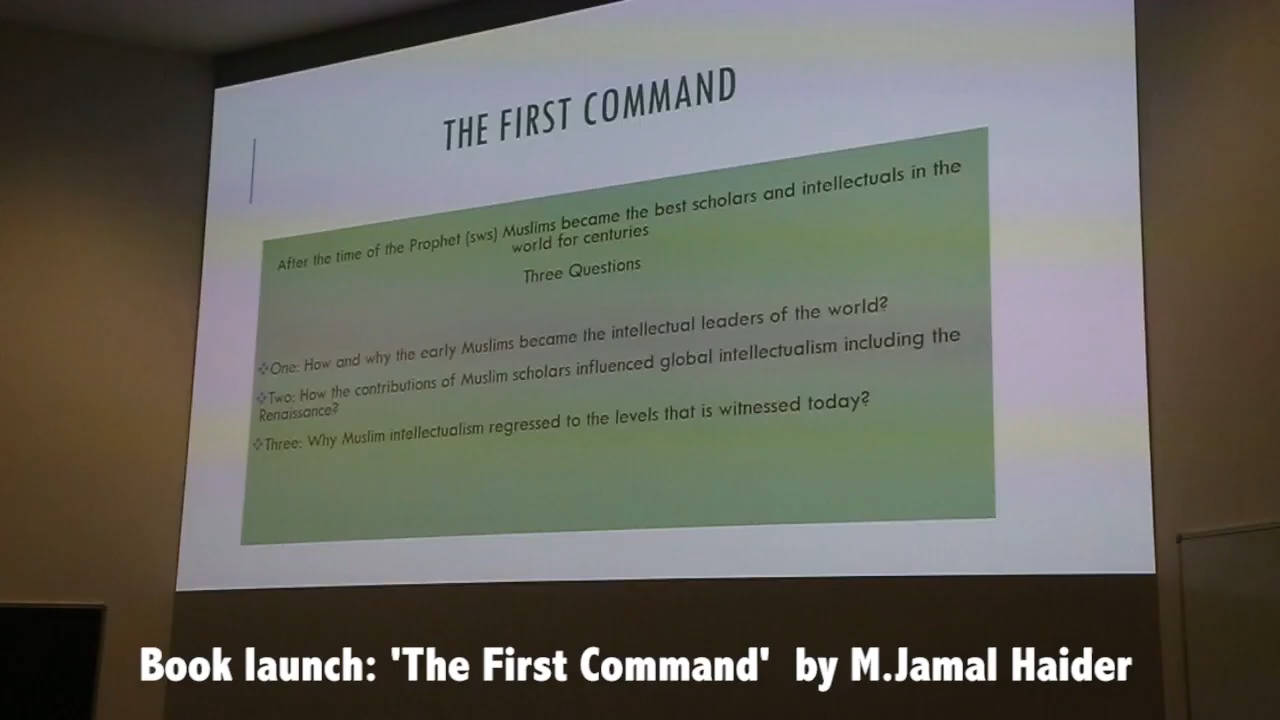 THE FIRST COMMAND
After the time of the Prophet (sws) Muslims became the best scholars and intellectuals in the
world for centuries
Three Questions
❖One: How and why the early Muslims became the intellectual leaders of the world?
❖Two: How the contributions of Muslim scholars influenced global intellectualism including the
Renaissance?
❖Three: Why Muslim intellectualism regressed to the levels that is witnessed today?
Book launch: 'The First Command' by M.Jamal Haider